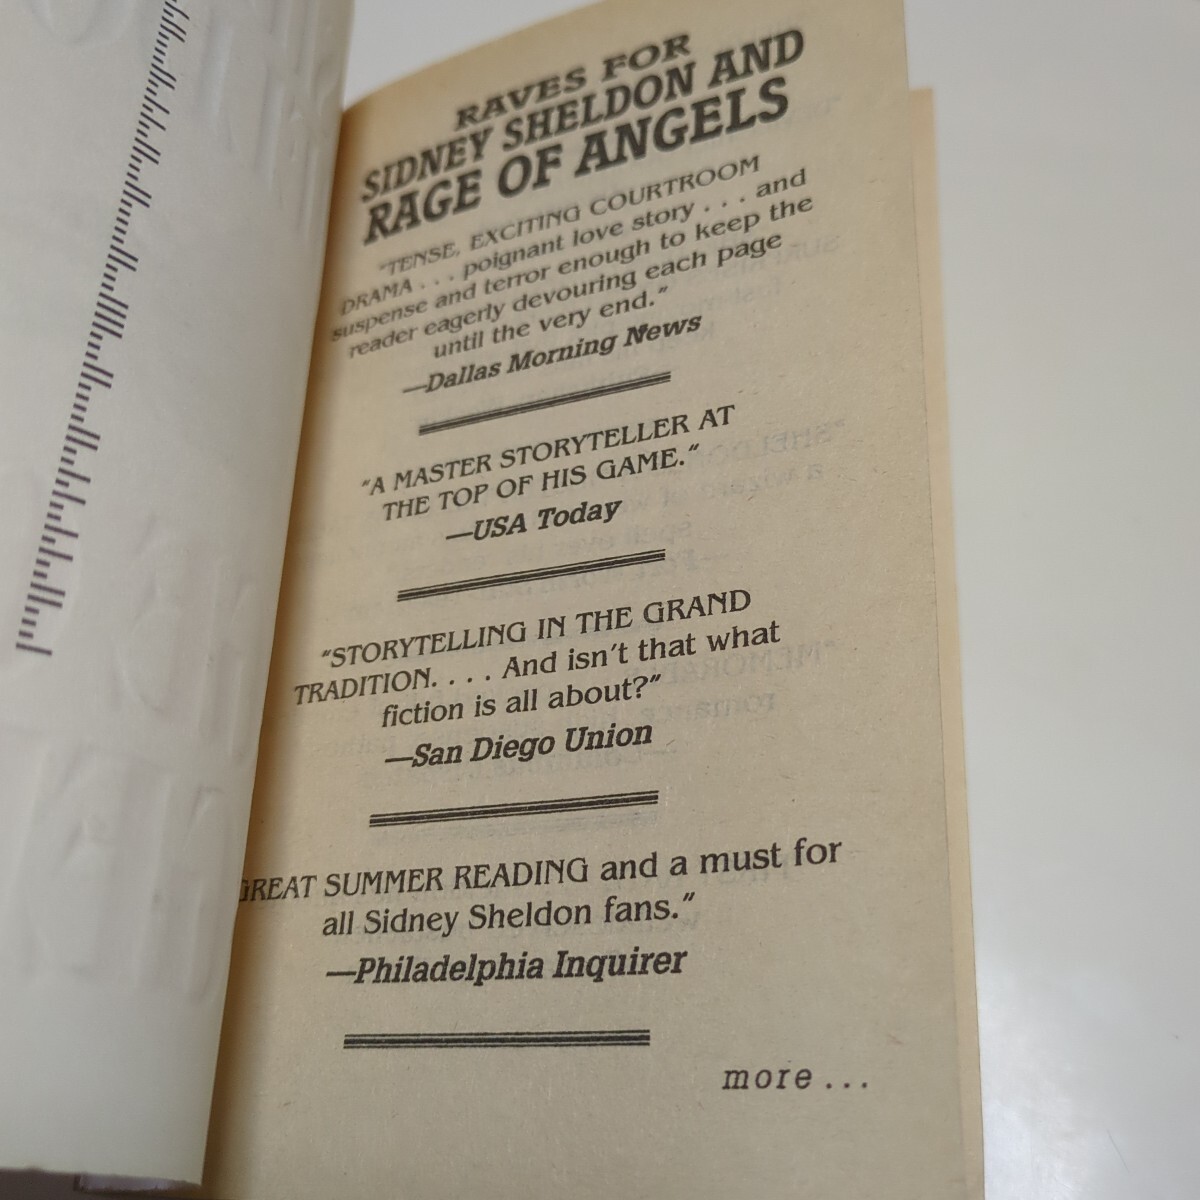 RAVES FOR
SIDNEY SHELDON AND
RAGE OF ANGELS
"TENSE, EXCITING COURTROOM
DRAMA . . . poignant love story . . . and
suspense and terror enough to keep the
reader eagerly devouring each page
until the very end."
—Dallas Morning News
"A MASTER STORYTELLER AT
THE TOP OF HIS GAME."
—USA Today
"STORYTELLING IN THE GRAND
TRADITION. . . . And isn't that what
fiction is all about?"
—San Diego Union
GREAT SUMMER READING and a must for
all Sidney Sheldon fans."
—Philadelphia Inquirer
more . . .